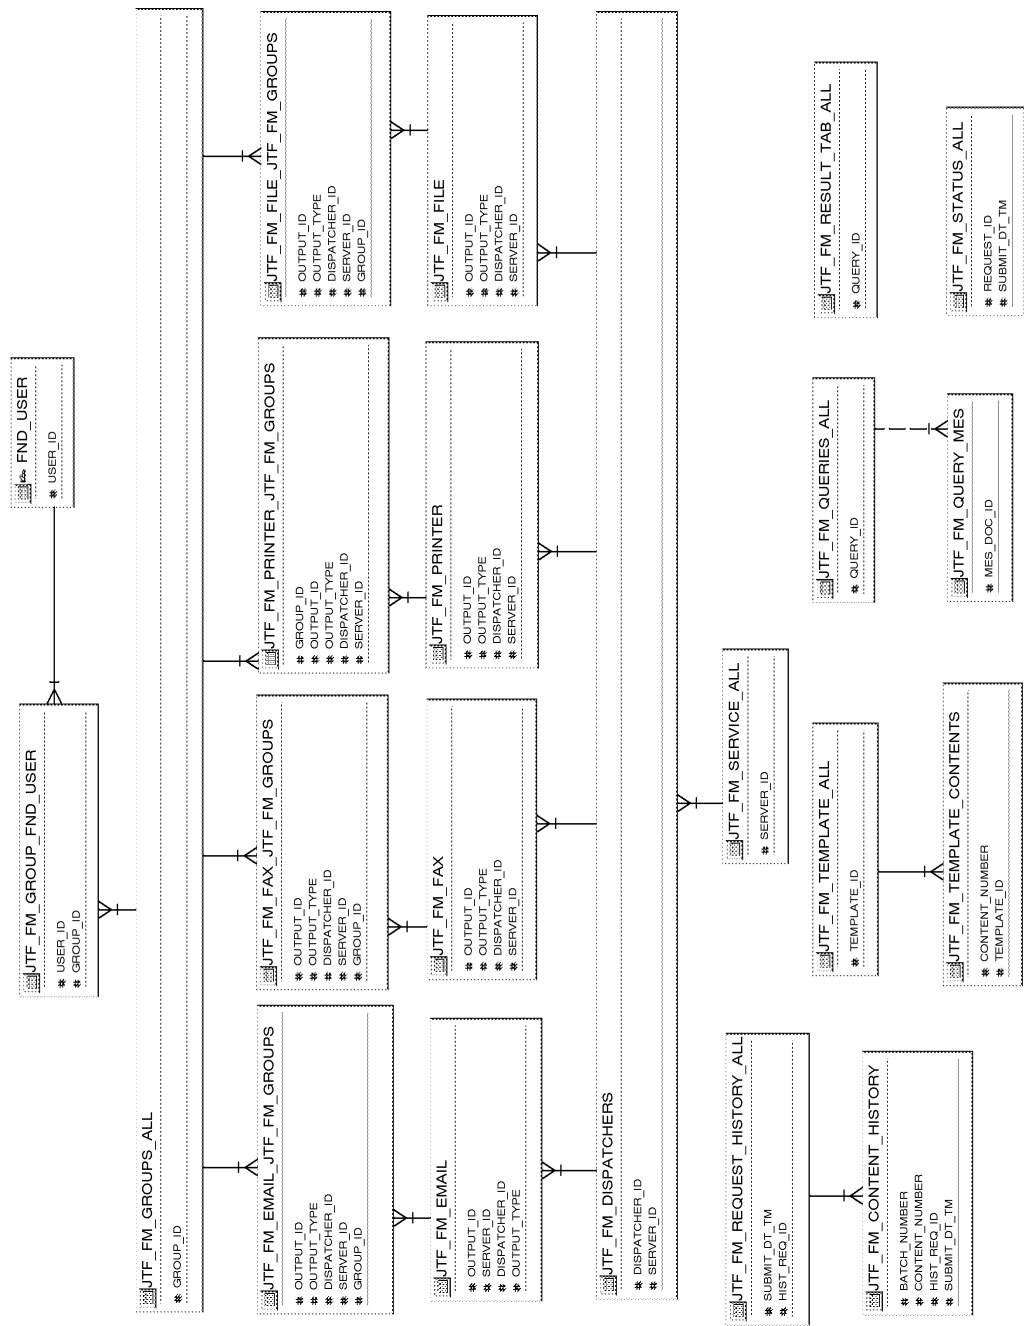 FND_USER
# USER_ID
JTF_FM_GROUP_FND_USER
# USER_ID
# GROUP_ID
JTF_FM_GROUPS_ALL
# GROUP_ID
JTF_FM_EMAIL_JTF_FM_GROUPS
# OUTPUT_ID
# OUTPUT_TYPE
# DISPATCHER_ID
# SERVER_ID
# GROUP_ID
JTF_FM_FAX_JTF_FM_GROUPS
# OUTPUT_ID
# OUTPUT_TYPE
# DISPATCHER_ID
# SERVER_ID
# GROUP_ID
JTF_FM_PRINTER_JTF_FM_GROUPS
# GROUP_ID
# OUTPUT_ID
# OUTPUT_TYPE
# DISPATCHER_ID
# SERVER_ID
JTF_FM_FILE_JTF_FM_GROUPS
# OUTPUT_ID
# OUTPUT_TYPE
# DISPATCHER_ID
# SERVER_ID
# GROUP_ID
JTF_FM_EMAIL
# OUTPUT_ID
# SERVER_ID
# DISPATCHER_ID
# OUTPUT_TYPE
JTF_FM_FAX
# OUTPUT_ID
# OUTPUT_TYPE
# DISPATCHER_ID
# SERVER_ID
JTF_FM_PRINTER
# OUTPUT_ID
# OUTPUT_TYPE
# DISPATCHER_ID
# SERVER_ID
JTF_FM_FILE
# OUTPUT_ID
# OUTPUT_TYPE
# DISPATCHER_ID
# SERVER_ID
JTF_FM_DISPATCHERS
# DISPATCHER_ID
# SERVER_ID
JTF_FM_SERVICE_ALL
# SERVER_ID
JTF_FM_REQUEST_HISTORY_ALL
# SUBMIT_DT_TM
# HIST_REQ_ID
JTF_FM_CONTENT_HISTORY
# BATCH_NUMBER
# CONTENT_NUMBER
# HIST_REQ_ID
# SUBMIT_DT_TM
JTF_FM_TEMPLATE_ALL
# TEMPLATE_ID
JTF_FM_TEMPLATE_CONTENTS
# CONTENT_NUMBER
# TEMPLATE_ID
JTF_FM_QUERIES_ALL
# QUERY_ID
JTF_FM_QUERY_MES
# MES_DOC_ID
JTF_FM_RESULT_TAB_ALL
# QUERY_ID
JTF_FM_STATUS_ALL
# REQUEST_ID
# SUBMIT_DT_TM